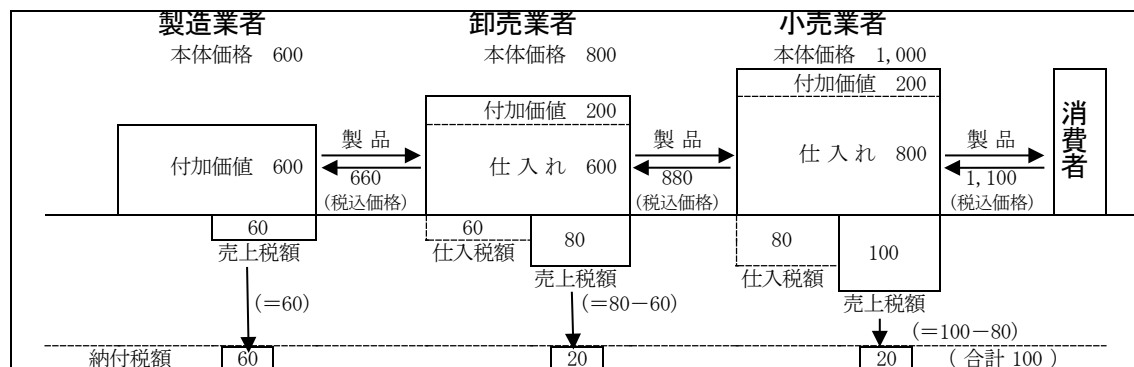 製造業者 卸売業者 小売業者
本体価格 600 本体価格 800 本体価格 1,000
付加価値 200
付加価値 200
消費者
製 品 製 品 製 品
付加価値 600 仕 入 れ 600 仕 入 れ 800
660 880 1,100
(税込価格) (税込価格) (税込価格)
60 60 80 80 100
売上税額 仕入税額 仕入税額
売上税額
売上税額
(=60) (=80-60)
(=100-80)
納付税額 60 20 20 (合計 100)